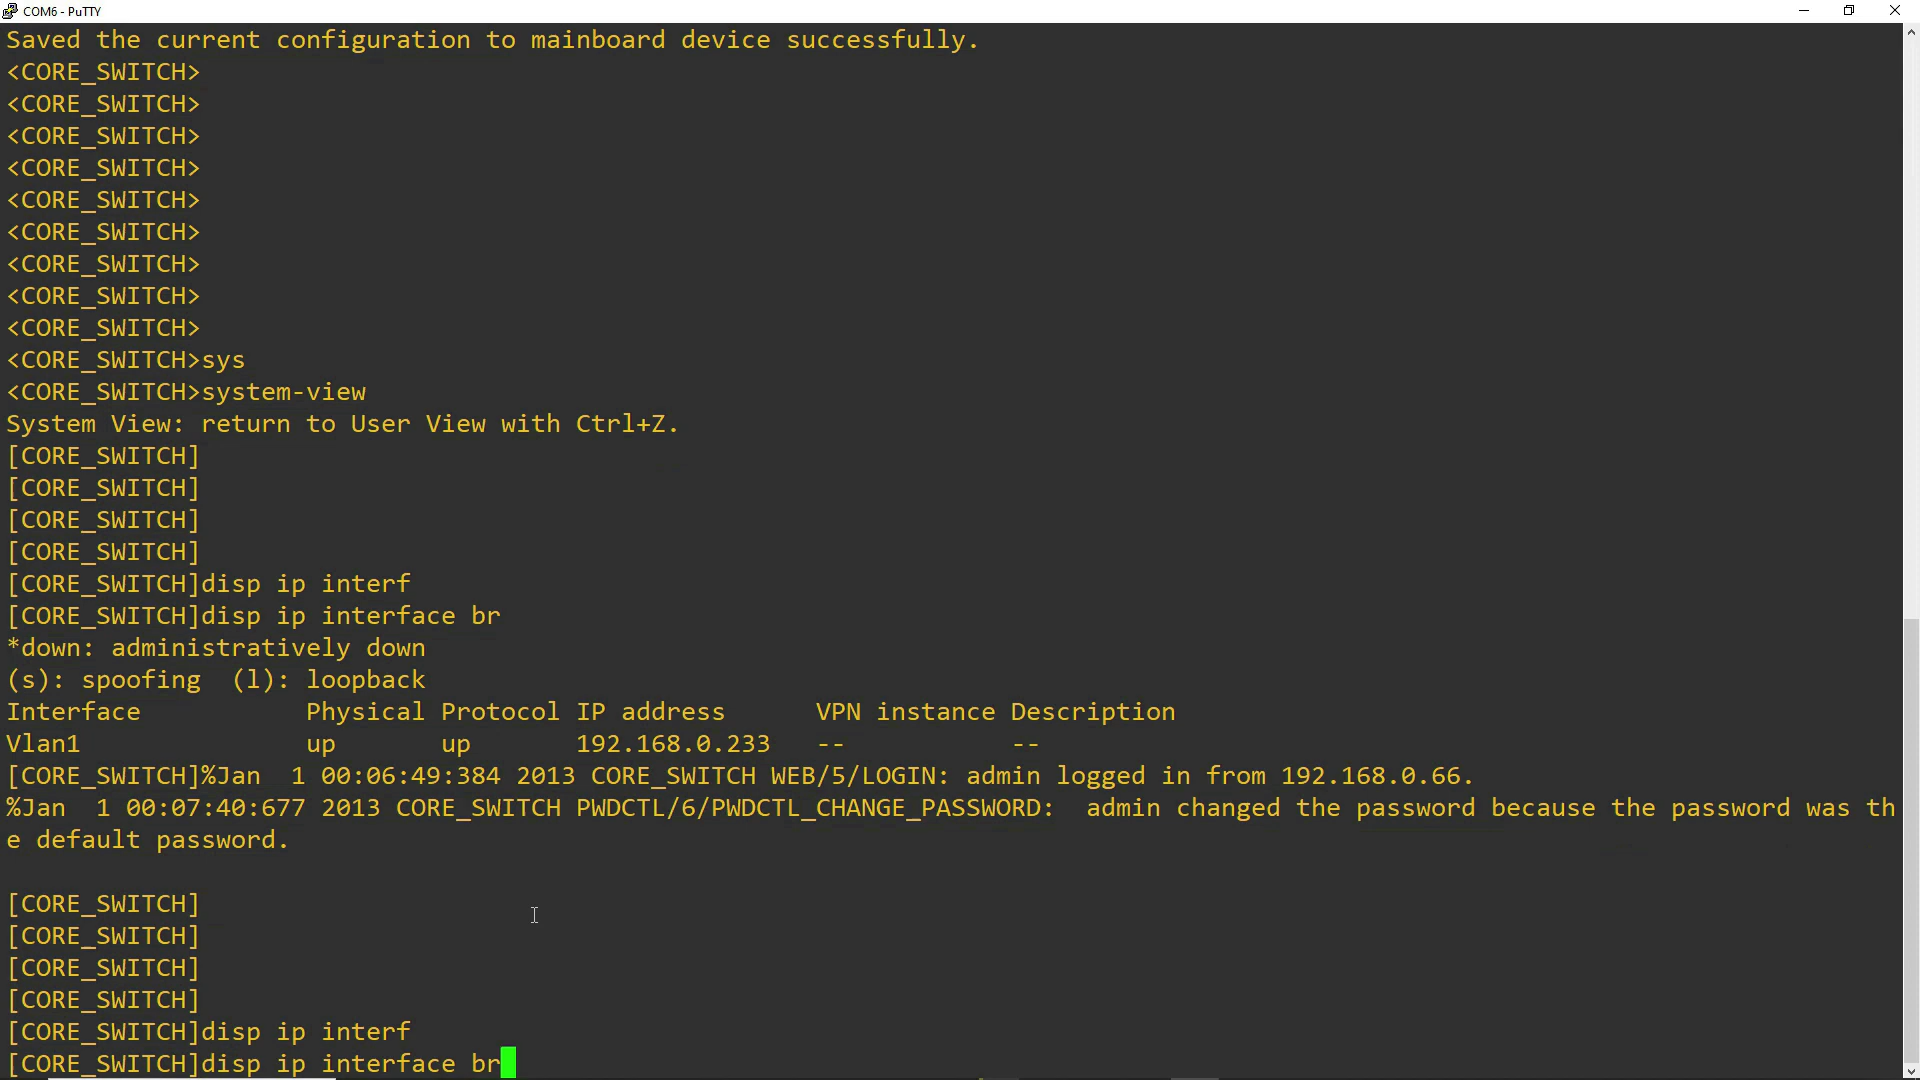 COM6 - PuTTY
Saved the current configuration to mainboard device successfully.
<CORE_SWITCH>
<CORE_SWITCH>
<CORE_SWITCH>
<CORE_SWITCH>
<CORE_SWITCH>
<CORE_SWITCH>
<CORE_SWITCH>
<CORE_SWITCH>
<CORE_SWITCH>
<CORE_SWITCH>sys
<CORE_SWITCH>system-view
System View: return to User View with Ctrl+Z.
[CORE_SWITCH]
[CORE_SWITCH]
[CORE_SWITCH]
[CORE_SWITCH]
[CORE_SWITCH]disp ip interf
[CORE_SWITCH]disp ip interface br
*down: administratively down
(s): spoofing  (l): loopback
Interface           Physical Protocol IP address      VPN instance Description
Vlan1               up       up       192.168.0.233   --           --
[CORE_SWITCH]%Jan  1 00:06:49:384 2013 CORE_SWITCH WEB/5/LOGIN: admin logged in from 192.168.0.66.
%Jan  1 00:07:40:677 2013 CORE_SWITCH PWDCTL/6/PWDCTL_CHANGE_PASSWORD:  admin changed the password because the password was th
e default password.
[CORE_SWITCH]
[CORE_SWITCH]
[CORE_SWITCH]
[CORE_SWITCH]
[CORE_SWITCH]disp ip interf
[CORE_SWITCH]disp ip interface br